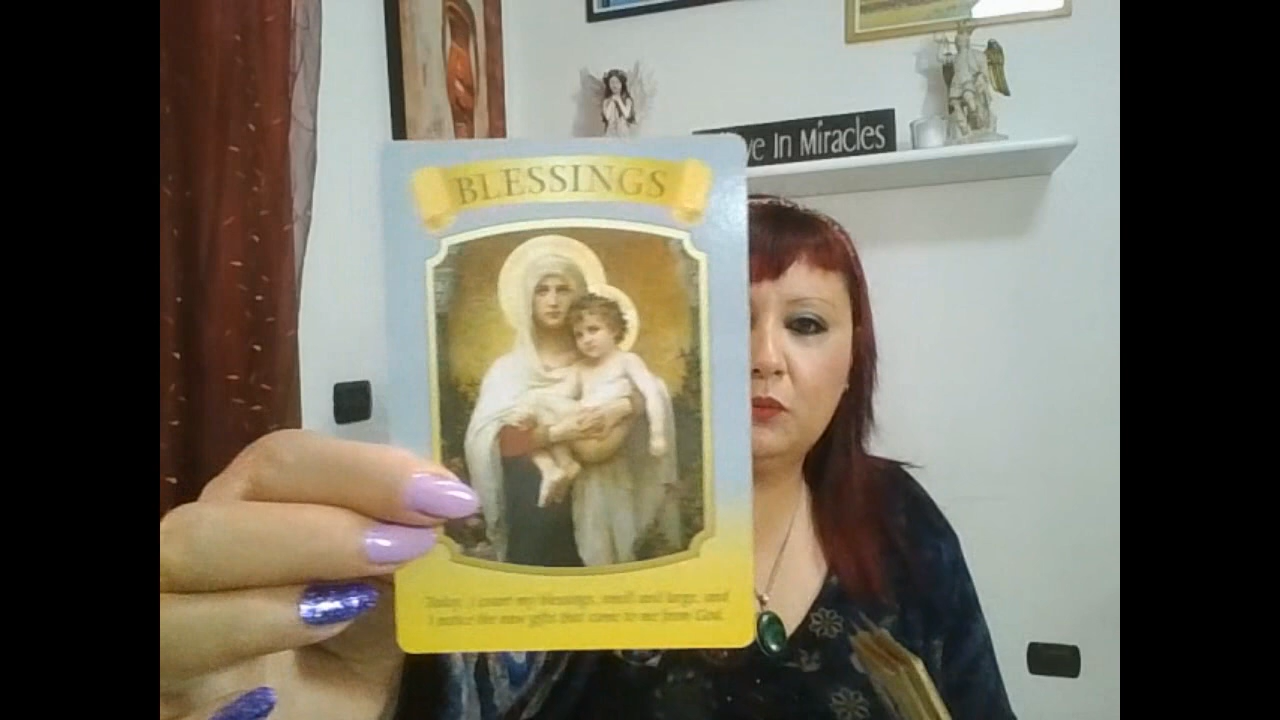 ve In Miracles
BLESSINGS
Today, I count my blessings, small and large, and
I notice the new gifts that come to me from God.